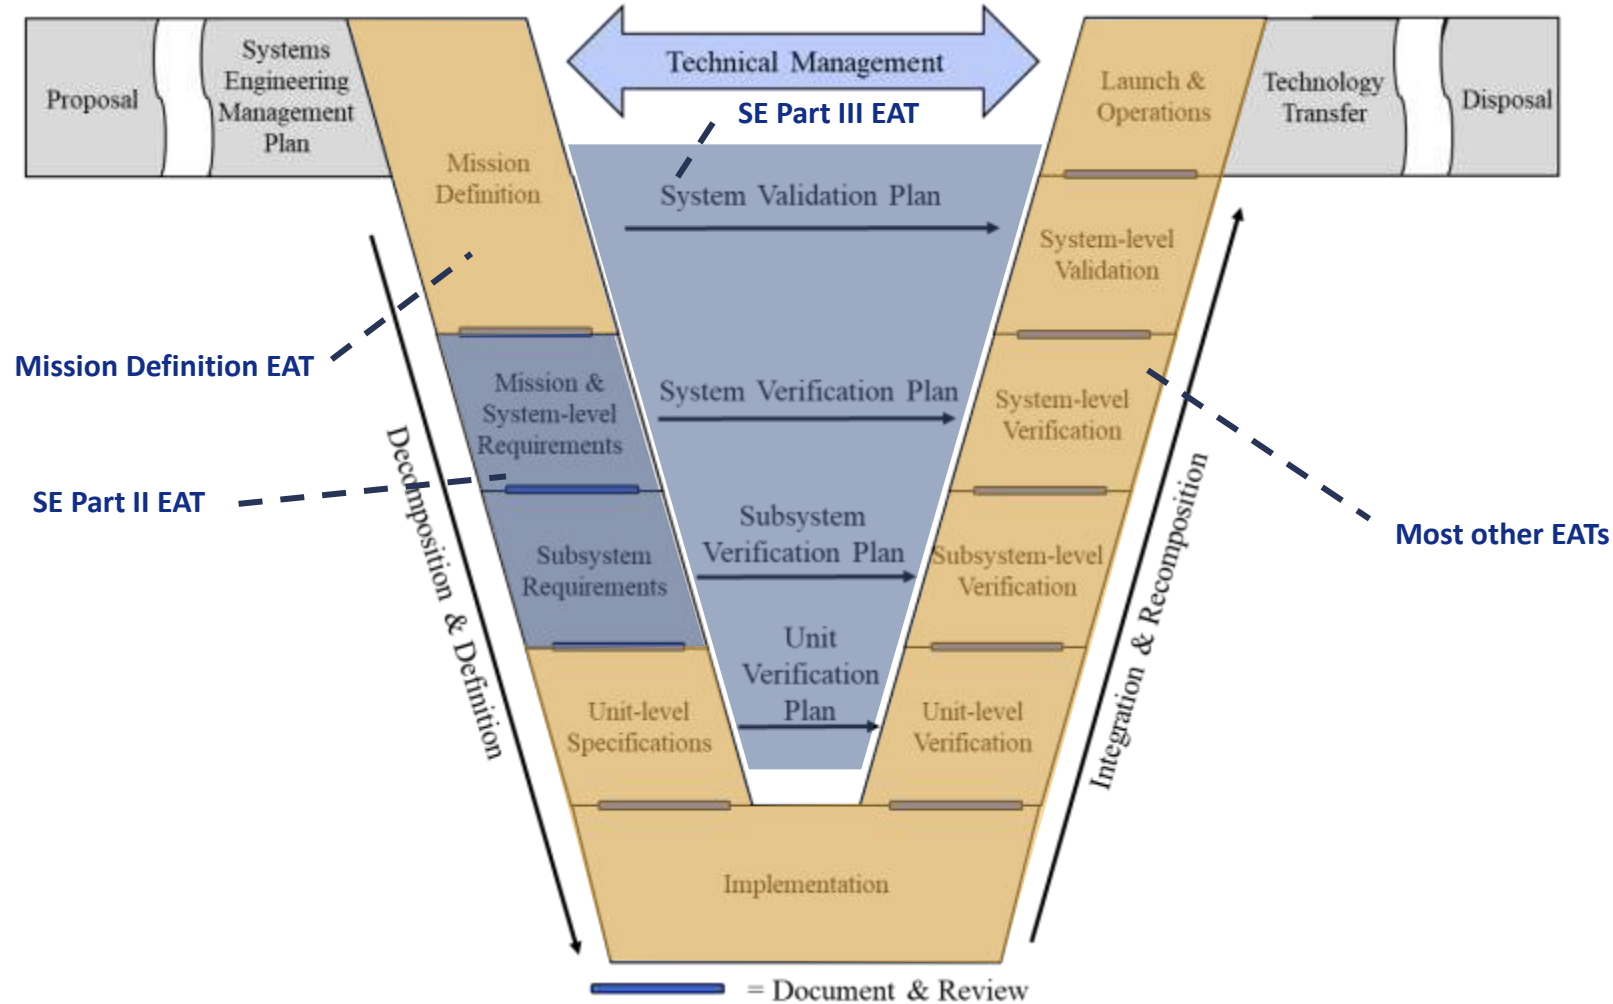 Proposal
Systems
Engineering
Management
Plan
Mission
Definition
Technical Management
SE Part III EAT
Launch &
Operations
Technology
Transfer
Disposal
System Validation Plan
System-level
Validation
Mission Definition EAT
Mission &
System-level
Requirements
System Verification Plan
System-level
Verification
SE Part II EAT
Decomposition & Definition
Subsystem
Requirements
Subsystem
Verification Plan
Subsystem-level
Verification
Integration & Recomposition
Most other EATs
Unit-level
Specifications
Unit
Verification
Plan
Unit-level
Verification
Implementation
= Document & Review